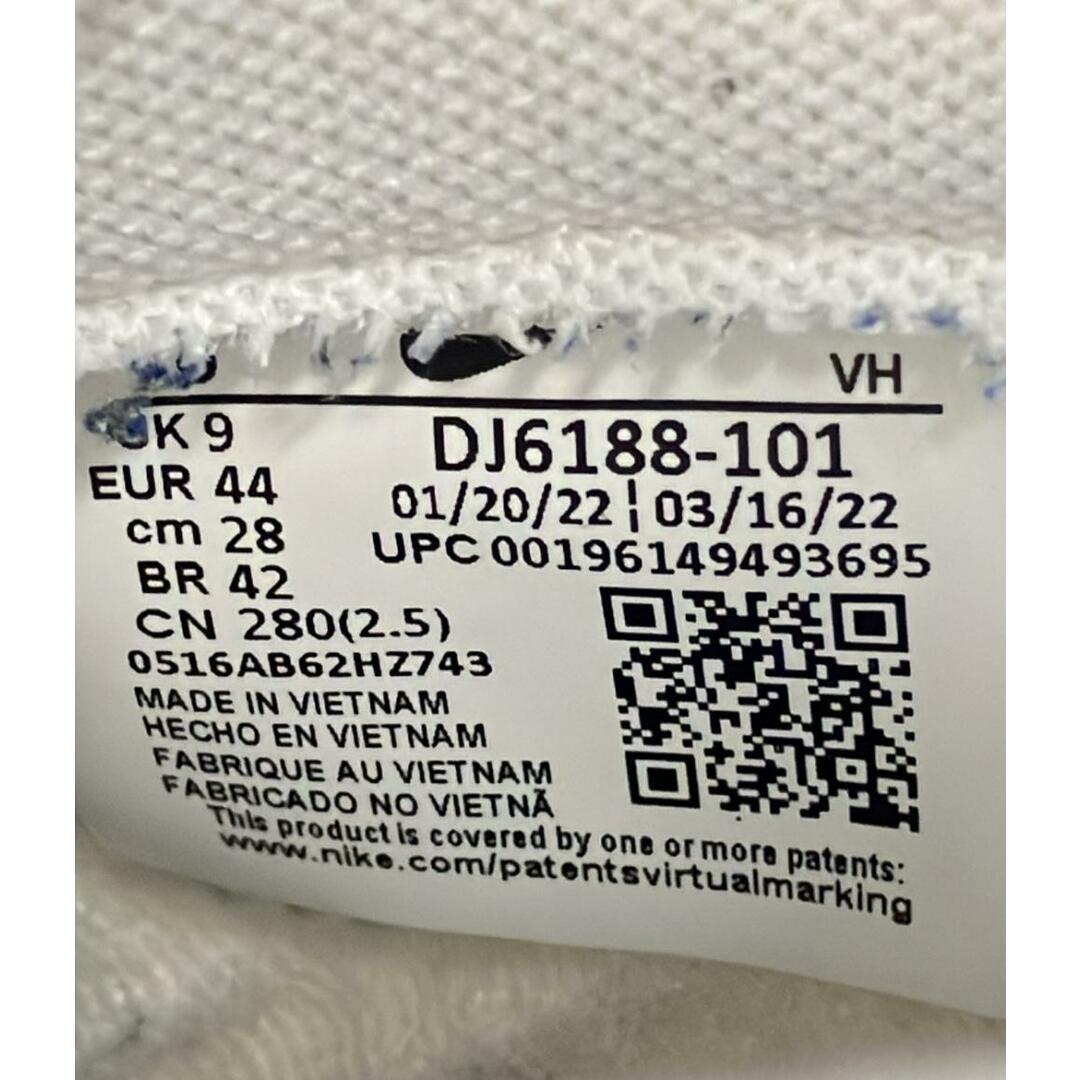 VH
UK 9
EUR 44
cm 28
BR 42
CN 280(2.5)
0516AB62HZ743
DJ6188-101
01/20/22 ¦ 03/16/22
UPC 00196149493695
MADE IN VIETNAM
HECHO EN VIETNAM
FABRIQUE AU VIETNAM
FABRICADO NO VIETNÃ
This product is covered by one or more patents:
www.nike.com/patentsvirtualmarking